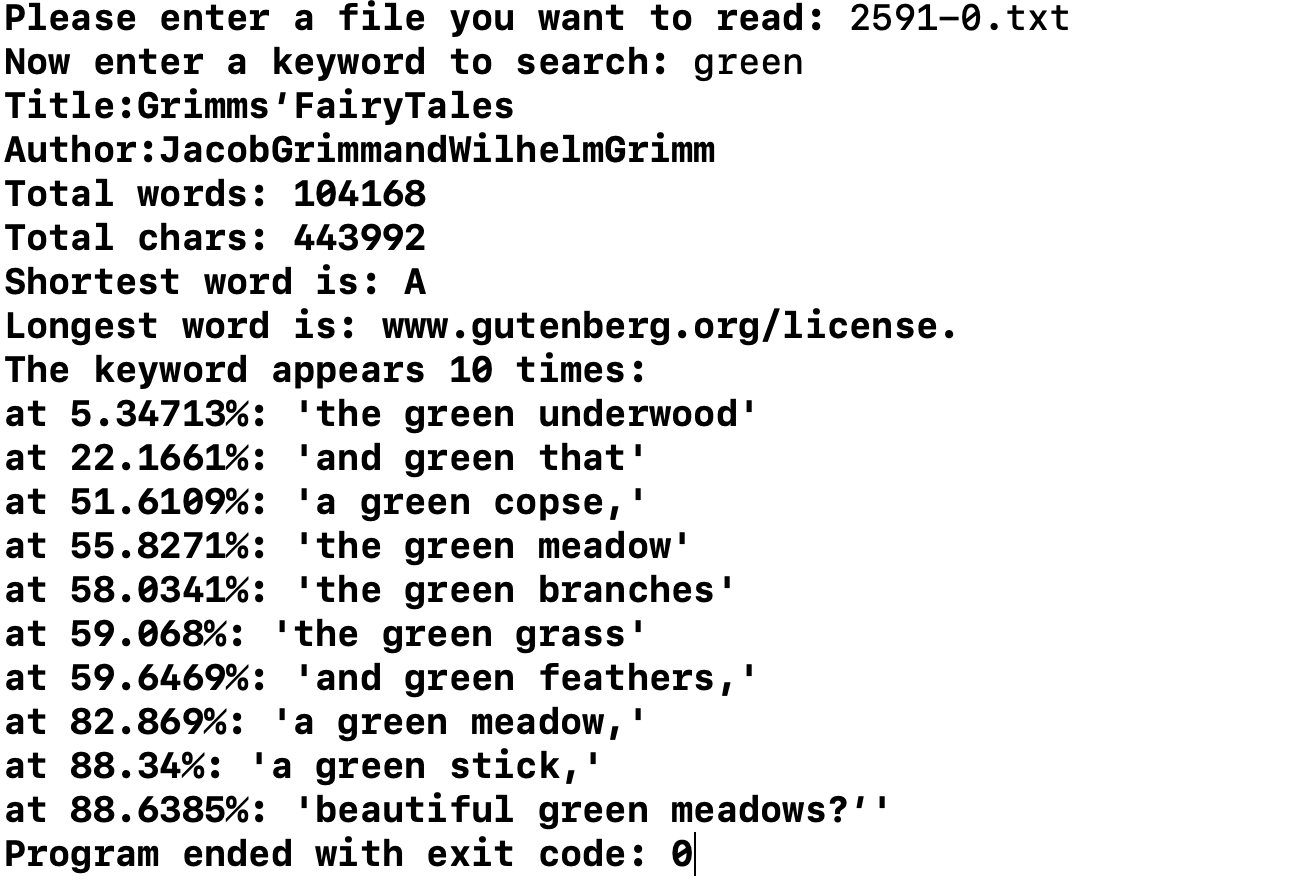 Please enter a file you want to read: 2591-0.txt
Now enter a keyword to search: green
Title:Grimms’FairyTales
Author:JacobGrimmandWilhelmGrimm
Total words: 104168
Total chars: 443992
Shortest word is: A
Longest word is: www.gutenberg.org/license.
The keyword appears 10 times:
at 5.34713%: 'the green underwood'
at 22.1661%: 'and green that'
at 51.6109%: 'a green copse,'
at 55.8271%: 'the green meadow'
at 58.0341%: 'the green branches'
at 59.068%: 'the green grass'
at 59.6469%: 'and green feathers,'
at 82.869%: 'a green meadow,'
at 88.34%: 'a green stick,'
at 88.6385%: 'beautiful green meadows?’'
Program ended with exit code: 0